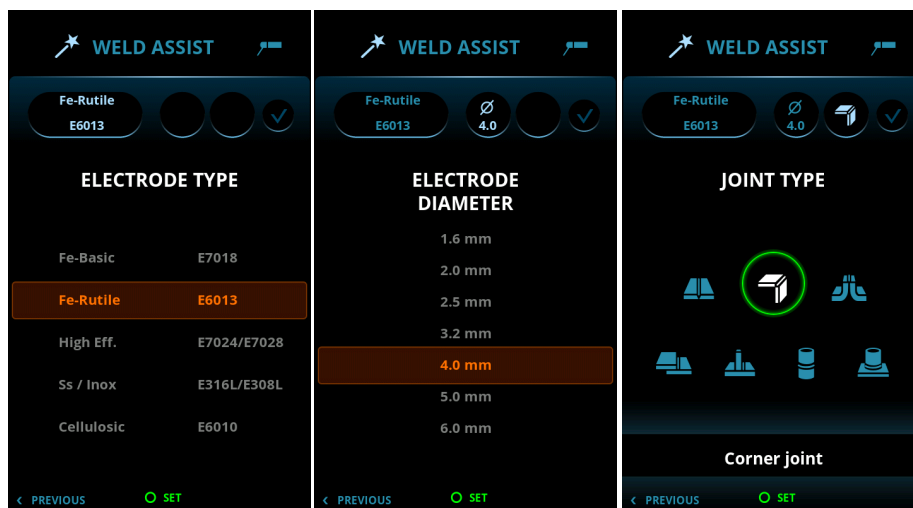 WELD ASSIST
Fe-Rutile
E6013
ELECTRODE TYPE
Fe-Basic E7018
Fe-Rutile E6013
High Eff. E7024/E7028
Ss / Inox E316L/E308L
Cellulosic E6010
PREVIOUS
SET
WELD ASSIST
Fe-Rutile
E6013
Ø
4.0
ELECTRODE
DIAMETER
1.6 mm
2.0 mm
2.5 mm
3.2 mm
4.0 mm
5.0 mm
6.0 mm
PREVIOUS
SET
WELD ASSIST
Fe-Rutile
E6013
Ø
4.0
JOINT TYPE
Corner joint
PREVIOUS
SET